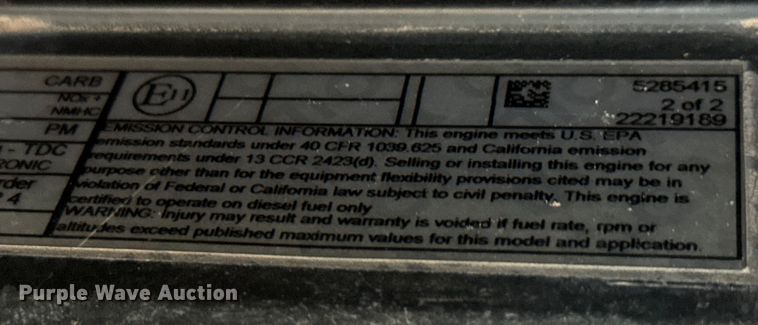 CARB
NOx +
NMHC
PM
- TDC
RONIC
rder
4
E11
5285415
2 of 2
22219189
EMISSION CONTROL INFORMATION: This engine meets U.S. EPA
emission standards under 40 CFR 1039.625 and California emission
requirements under 13 CCR 2423(d). Selling or installing this engine for any
purpose other than for the equipment flexibility provisions cited may be in
violation of Federal or California law subject to civil penalty. This engine is
certified to operate on diesel fuel only
WARNING: Injury may result and warranty is voided if fuel rate, rpm or
altitudes exceed published maximum values for this model and application.
Purple Wave Auction